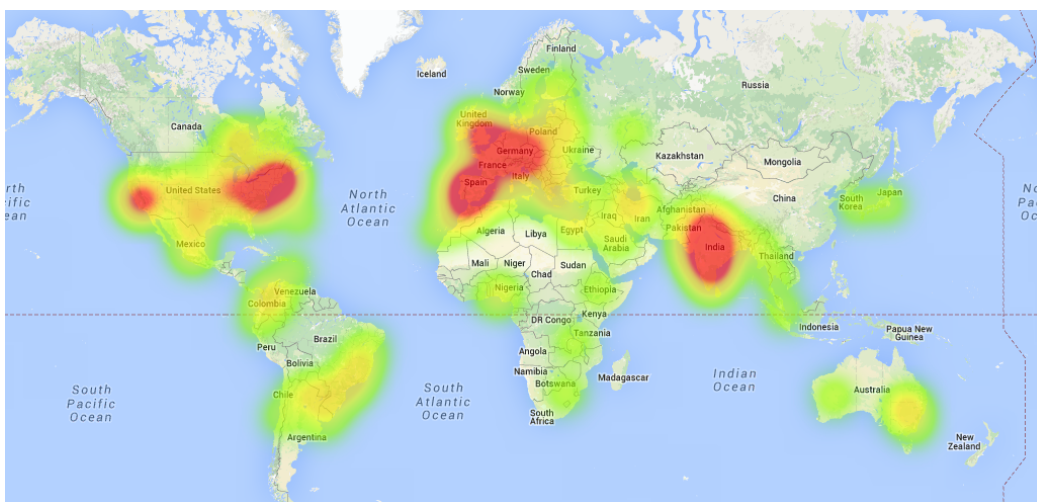 Iceland
Finland
Sweden
Norway
Russia
Canada
United
Kingdom
Poland
Germany
Ukraine
France
Kazakhstan
Mongolia
Spain
Italy
United States
North
Atlantic
Ocean
Turkey
China
South
Korea
Japan
Iraq
Iran
Afghanistan
Pakistan
Algeria
Libya
Egypt
Saudi
Arabia
India
Mexico
Mali
Niger
Chad
Sudan
Thailand
Venezuela
Colombia
Nigeria
Ethiopia
DR Congo
Kenya
Indonesia
Papua New
Guinea
Peru
Brazil
Tanzania
Bolivia
Angola
Namibia
Botswana
Madagascar
Indian
Ocean
South
Pacific
Ocean
Chile
South
Atlantic
Ocean
Australia
South
Africa
Argentina
New
Zealand